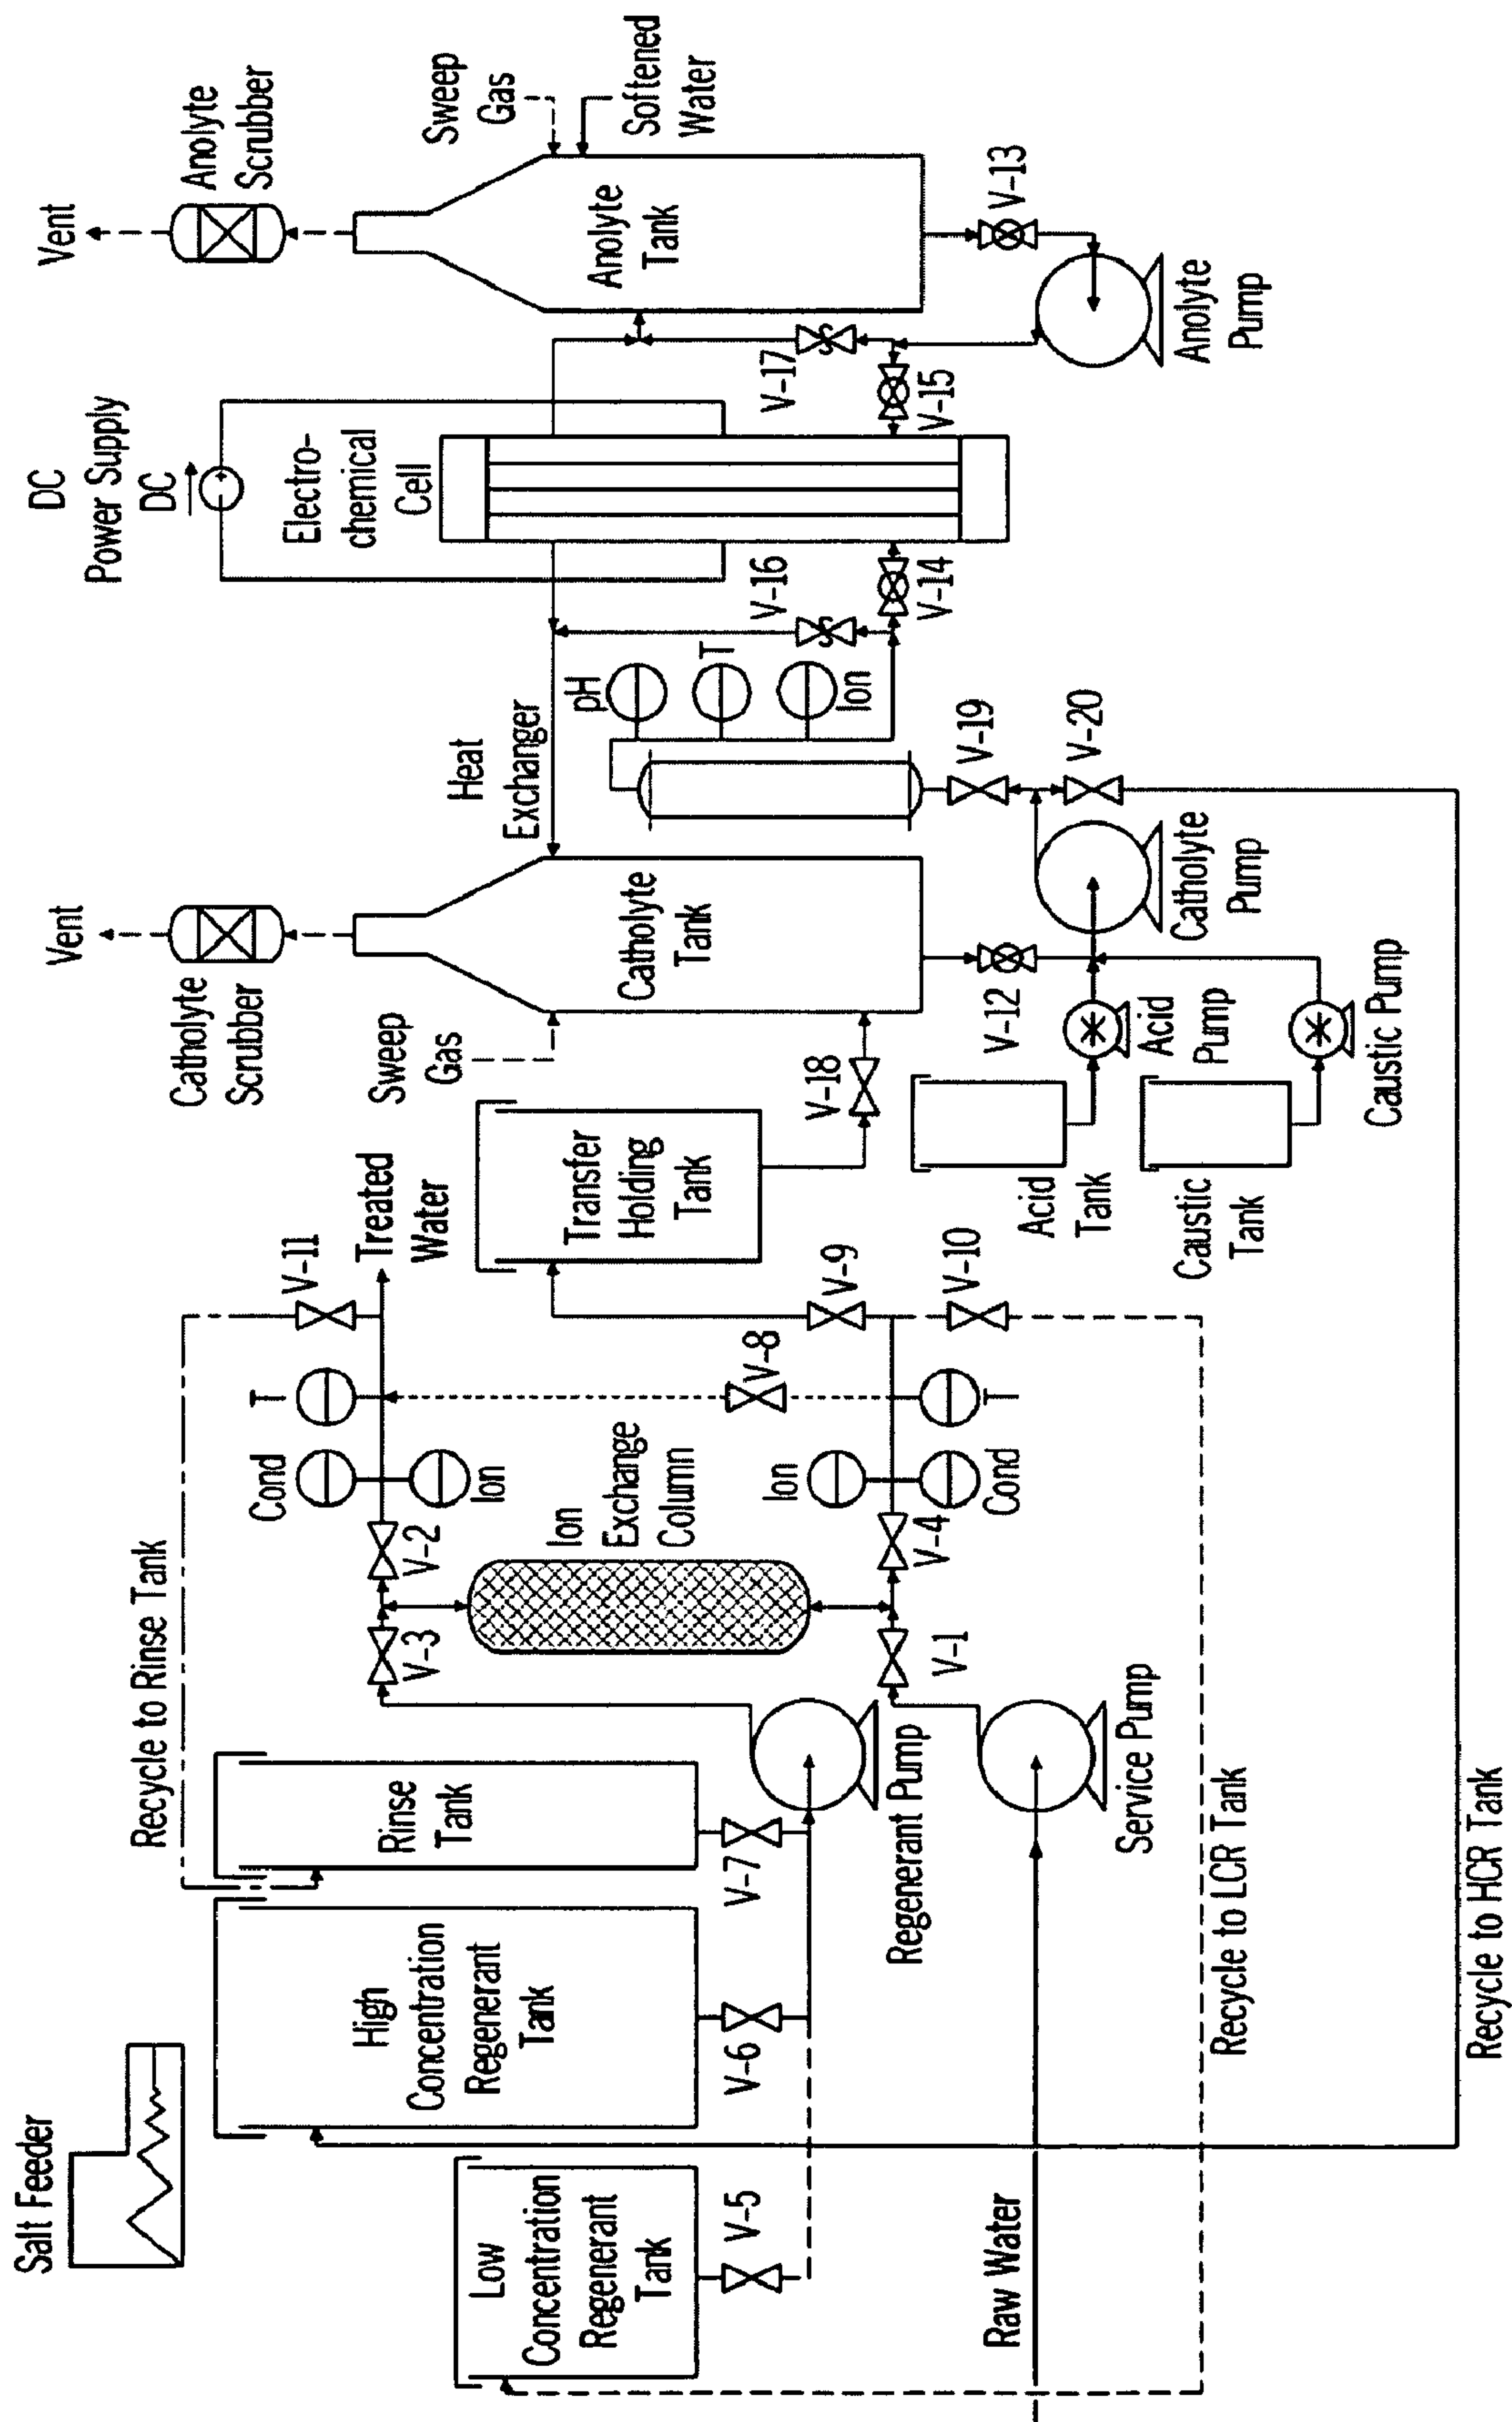 Salt Feeder
Low
Concentration
Regenerant
Tank
V-5
High
Concentration
Regenerant
Tank
V-6
Recycle to Rinse Tank
Rinse
Tank
V-7
Regenerant Pump
Raw Water
Service Pump
Recycle to LCR Tank
Recycle to HCR Tank
V-3
V-2
V-1
V-4
Ion
Exchange
Column
Cond
Ion
T
Ion
Cond
T
V-8
V-11
Treated
Water
V-9
V-10
Transfer
Holding
Tank
V-18
Acid
Tank
Caustic
Tank
Acid
Pump
Caustic Pump
V-12
Vent
Catholyte
Scrubber
Sweep
Gas
Catholyte
Tank
Catholyte
Pump
Heat
Exchanger
V-19
V-20
pH
T
Ion
V-16
V-14
DC
Power Supply
DC
Electro-
chemical
Cell
V-17
V-15
Vent
Anolyte
Scrubber
Sweep
Gas
Softened
Water
Anolyte
Tank
V-13
Anolyte
Pump